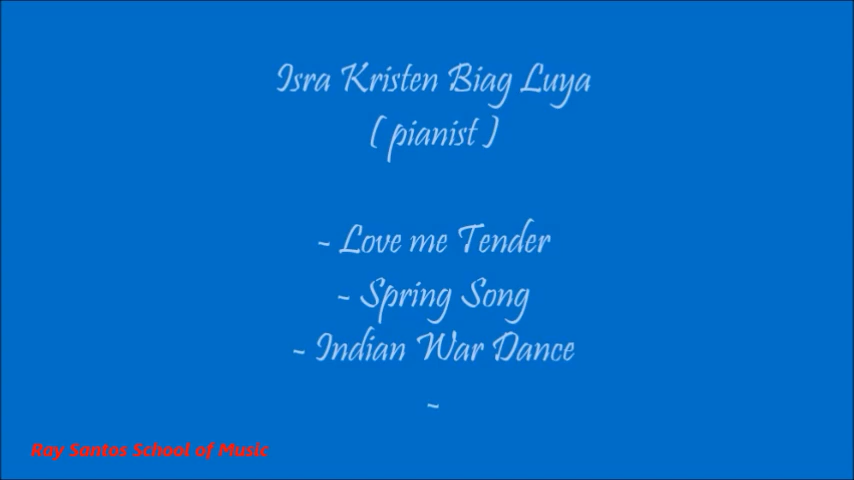 Isra Kristen Biag Luya
( pianist )
~ Love me Tender
~ Spring Song
~ Indian War Dance
~
Ray Santos School of Music